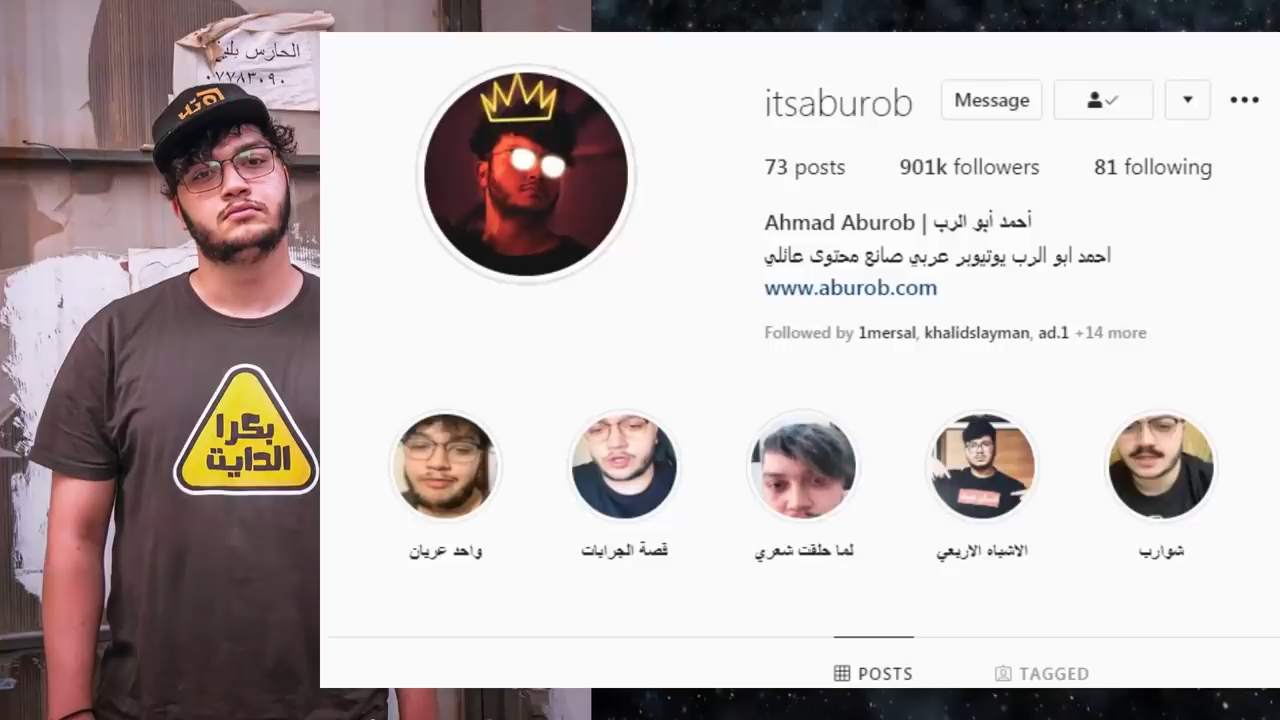 الحارس بليغ
٠٧٧٨٣٠٩٠
بكرا
الدايت
itsaburob
Message
73 posts 901k followers 81 following
Ahmad Aburob | أحمد أبو الرب
احمد ابو الرب يوتيوبر عربي صانع محتوى عائلي
www.aburob.com
Followed by 1mersal, khalidslayman, ad.1 +14 more
واحد عريان
قصة الجرابات
لما حلقت شعري
الاشياء الاربعي
شوارب
POSTS TAGGED